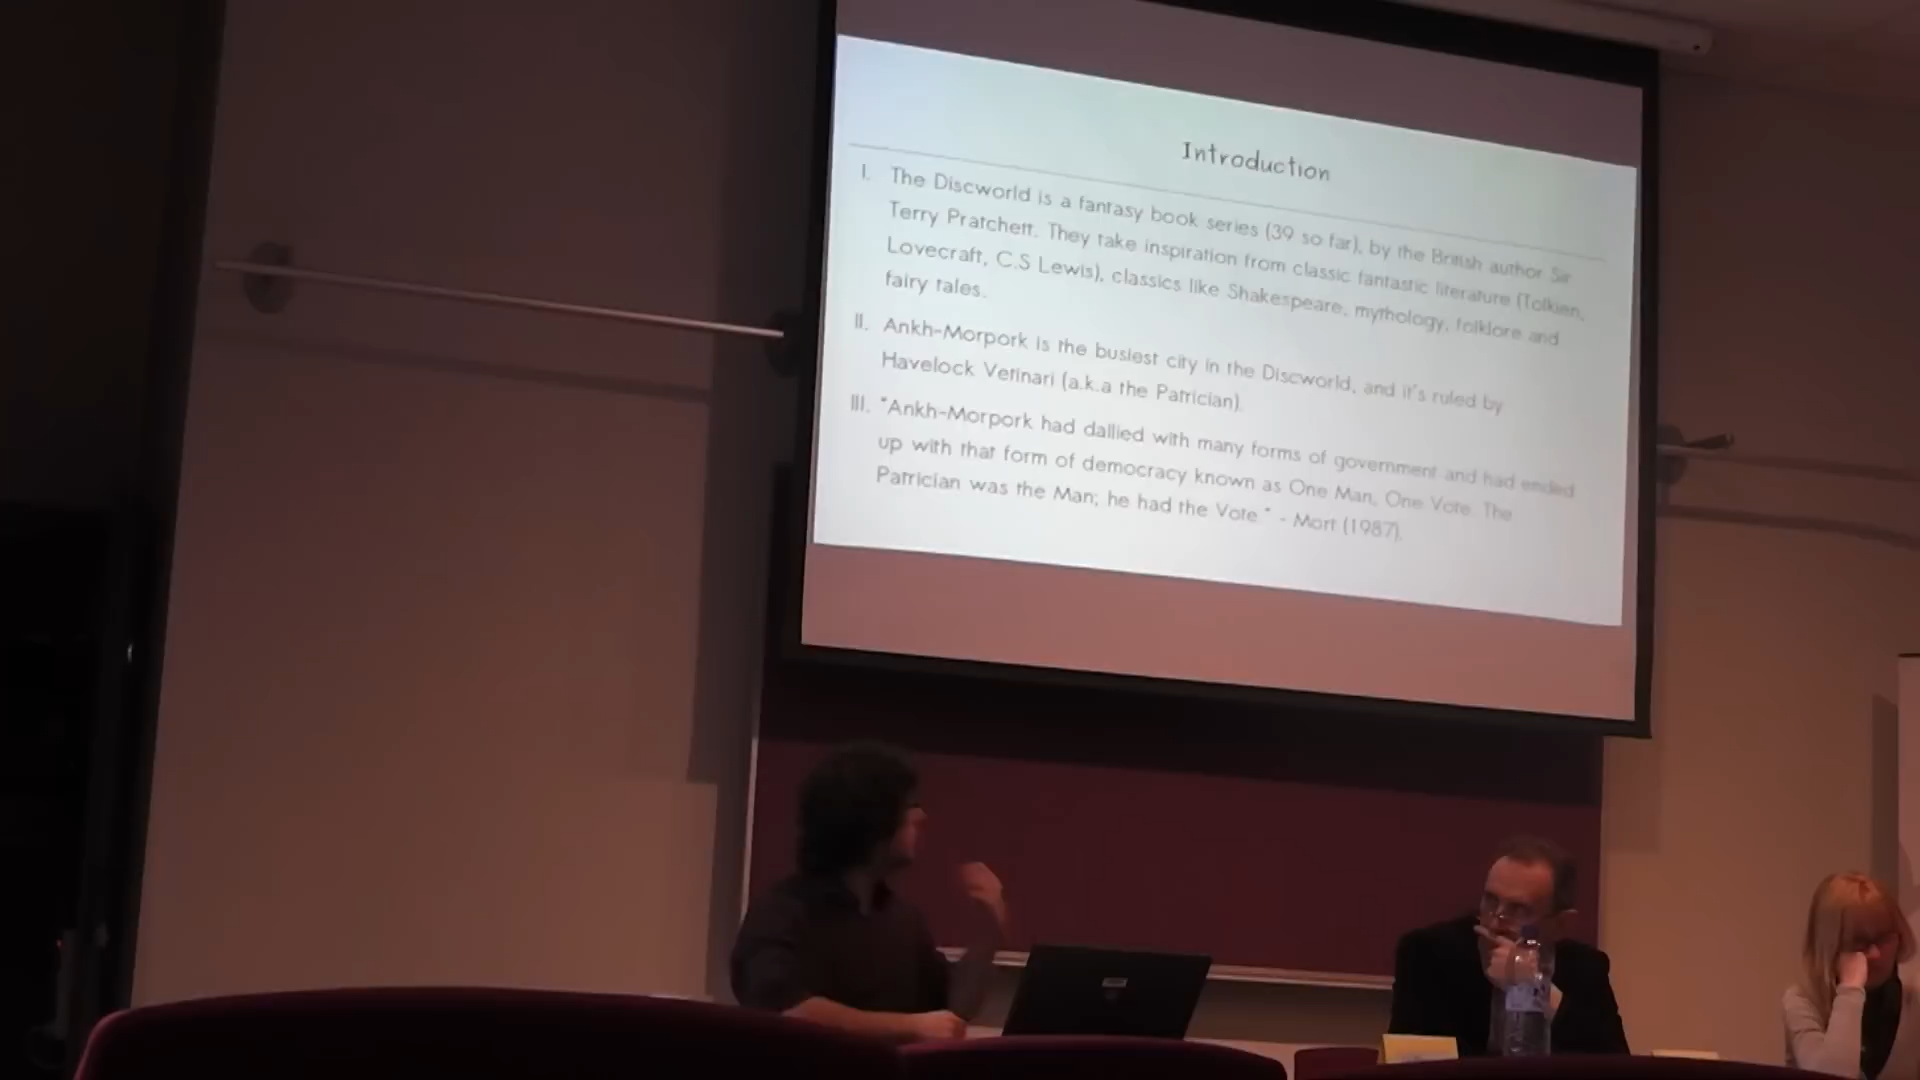 Introduction
I. The Discworld is a fantasy book series (39 so far), by the British author Sir
Terry Pratchett. They take inspiration from classic fantastic literature (Tolkien,
Lovecraft, C.S Lewis), classics like Shakespeare, mythology, folklore and
fairy tales.
II. Ankh-Morpork is the busiest city in the Discworld, and it's ruled by
Havelock Vetinari (a.k.a the Patrician).
III. "Ankh-Morpork had dallied with many forms of government and had ended
up with that form of democracy known as One Man, One Vote. The
Patrician was the Man; he had the Vote." - Mort (1987).